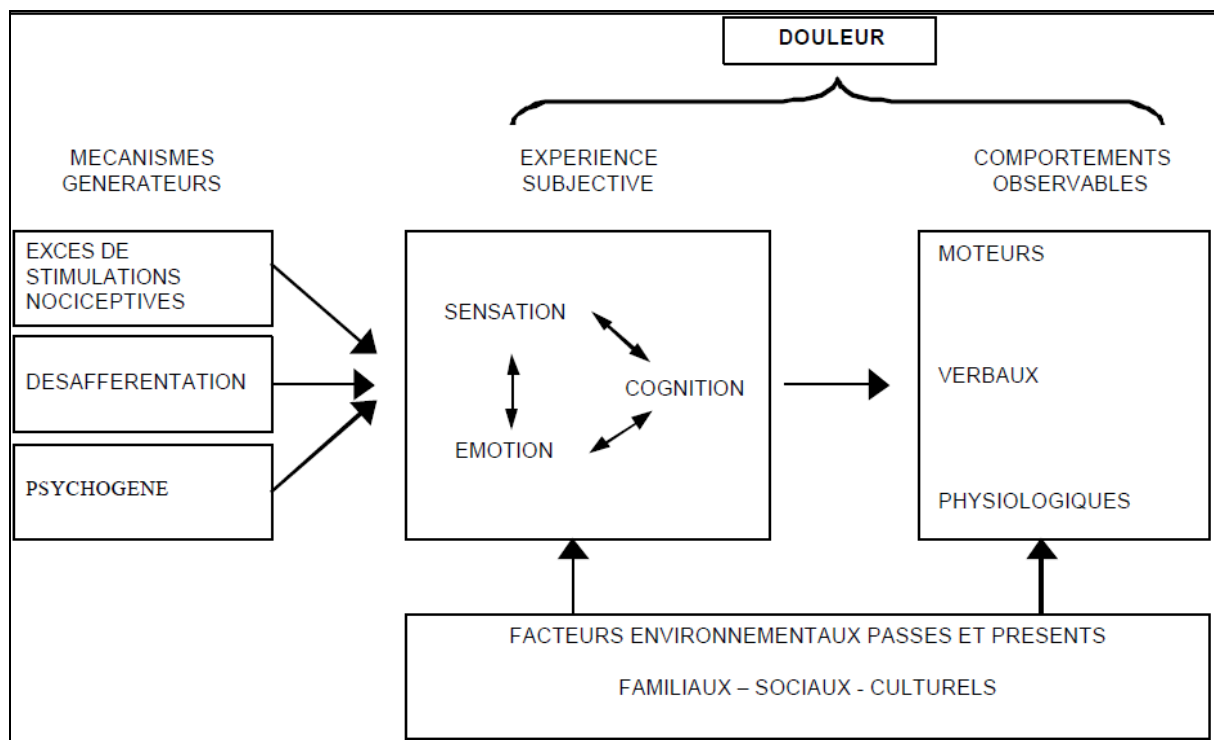 DOULEUR
MECANISMES
GENERATEURS
EXPERIENCE
SUBJECTIVE
COMPORTEMENTS
OBSERVABLES
EXCES DE
STIMULATIONS
NOCICEPTIVES
DESAFFERENTATION
PSYCHOGENE
SENSATION
COGNITION
EMOTION
MOTEURS
VERBAUX
PHYSIOLOGIQUES
FACTEURS ENVIRONNEMENTAUX PASSES ET PRESENTS
FAMILIAUX – SOCIAUX - CULTURELS